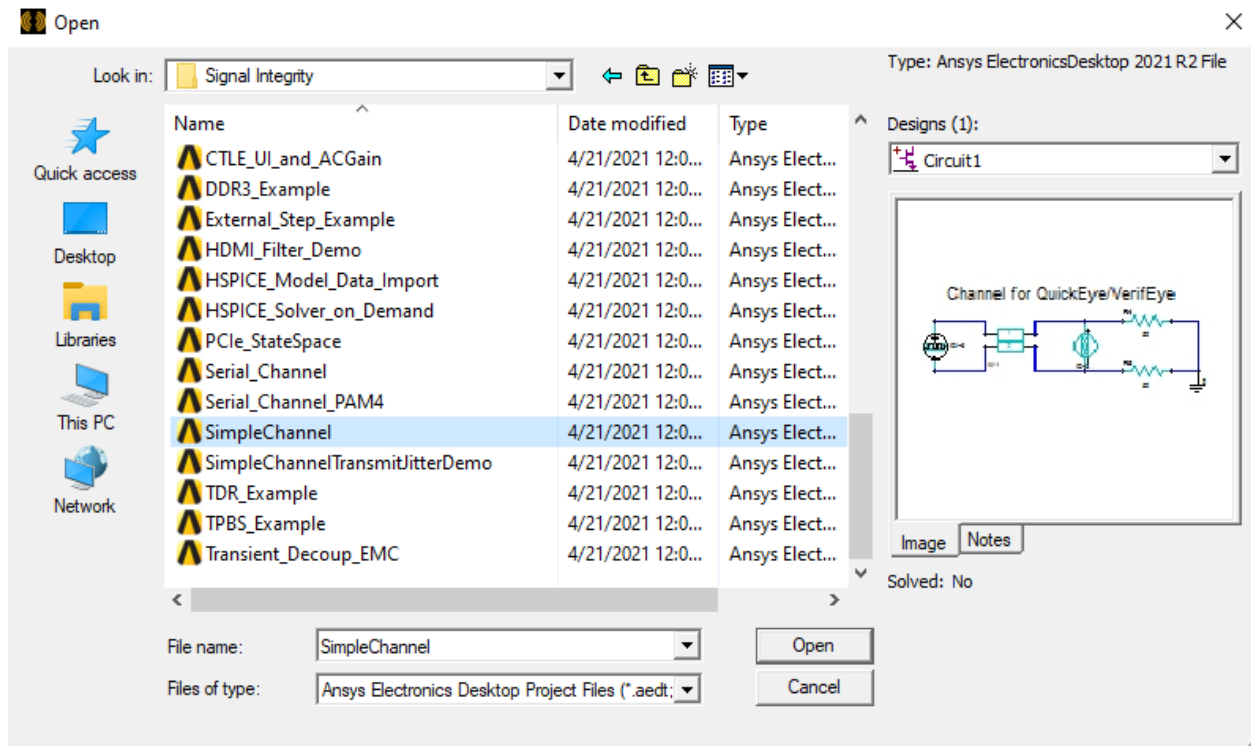 Open
Look in: Signal Integrity
Type: Ansys ElectronicsDesktop 2021 R2 File
Quick access
Desktop
Libraries
This PC
Network
Name Date modified Type
CTLE_UI_and_ACGain 4/21/2021 12:0... Ansys Elect...
DDR3_Example 4/21/2021 12:0... Ansys Elect...
External_Step_Example 4/21/2021 12:0... Ansys Elect...
HDMI_Filter_Demo 4/21/2021 12:0... Ansys Elect...
HSPICE_Model_Data_Import 4/21/2021 12:0... Ansys Elect...
HSPICE_Solver_on_Demand 4/21/2021 12:0... Ansys Elect...
PCIe_StateSpace 4/21/2021 12:0... Ansys Elect...
Serial_Channel 4/21/2021 12:0... Ansys Elect...
Serial_Channel_PAM4 4/21/2021 12:0... Ansys Elect...
SimpleChannel 4/21/2021 12:0... Ansys Elect...
SimpleChannelTransmitJitterDemo 4/21/2021 12:0... Ansys Elect...
TDR_Example 4/21/2021 12:0... Ansys Elect...
TPBS_Example 4/21/2021 12:0... Ansys Elect...
Transient_Decoup_EMC 4/21/2021 12:0... Ansys Elect...
Designs (1):
Circuit1
Channel for QuickEye/VerifEye
Image Notes
Solved: No
File name: SimpleChannel Open
Files of type: Ansys Electronics Desktop Project Files (*.aedt; Cancel